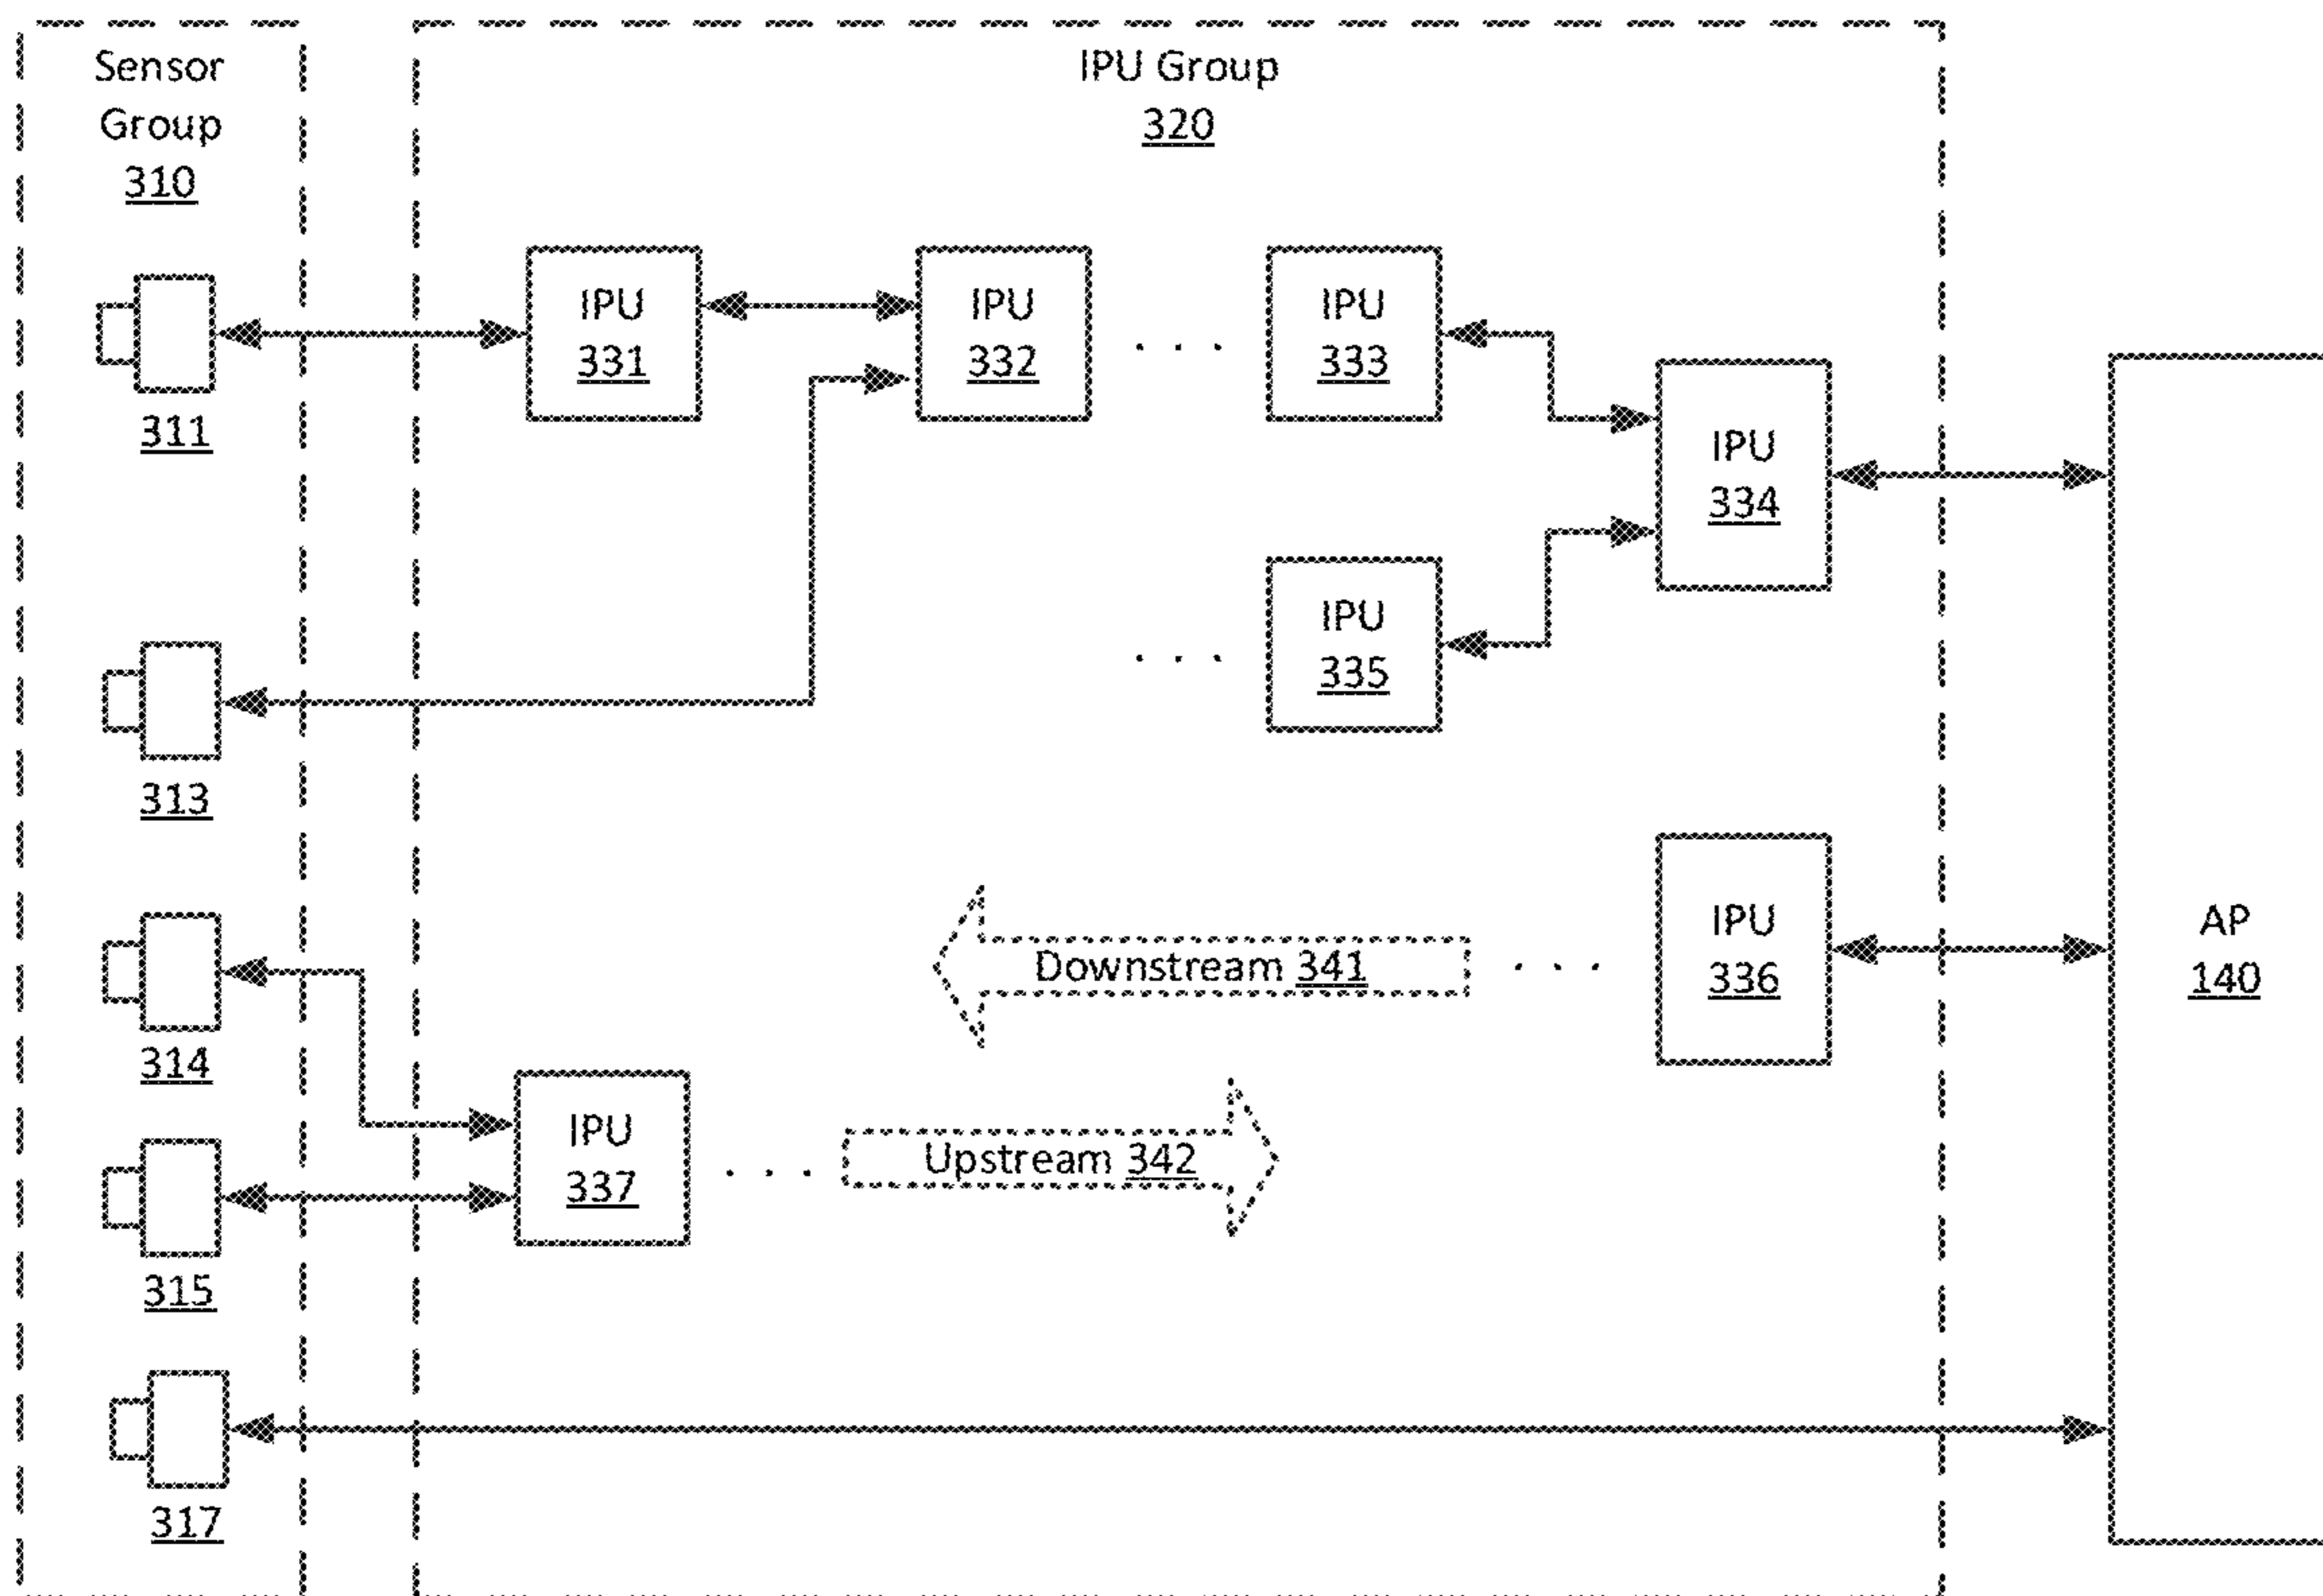 Sensor
Group
310
IPU Group
320
311
IPU
331
IPU
332
. . .
IPU
333
IPU
334
. . .
IPU
335
313
314
Downstream 341
. . .
IPU
336
AP
140
IPU
337
. . .
Upstream 342
315
317